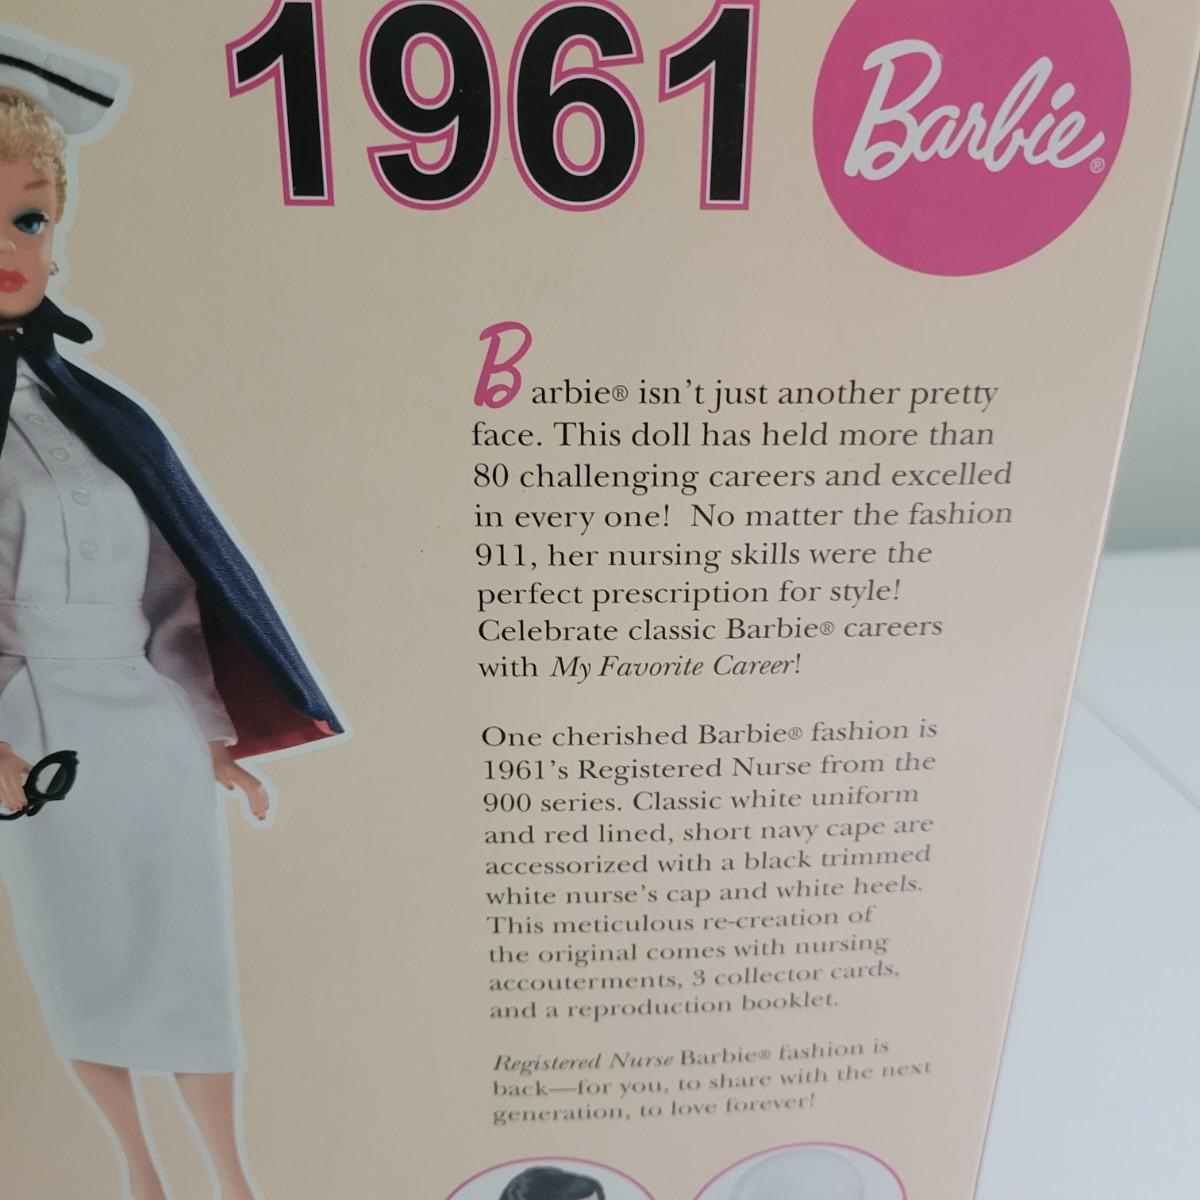 1961
Barbie®
Barbie® isn't just another pretty
face. This doll has held more than
80 challenging careers and excelled
in every one! No matter the fashion
911, her nursing skills were the
perfect prescription for style!
Celebrate classic Barbie® careers
with My Favorite Career!
One cherished Barbie® fashion is
1961's Registered Nurse from the
900 series. Classic white uniform
and red lined, short navy cape are
accessorized with a black trimmed
white nurse's cap and white heels.
This meticulous re-creation of
the original comes with nursing
accouterments, 3 collector cards,
and a reproduction booklet.
Registered Nurse Barbie® fashion is
back—for you, to share with the next
generation, to love forever!